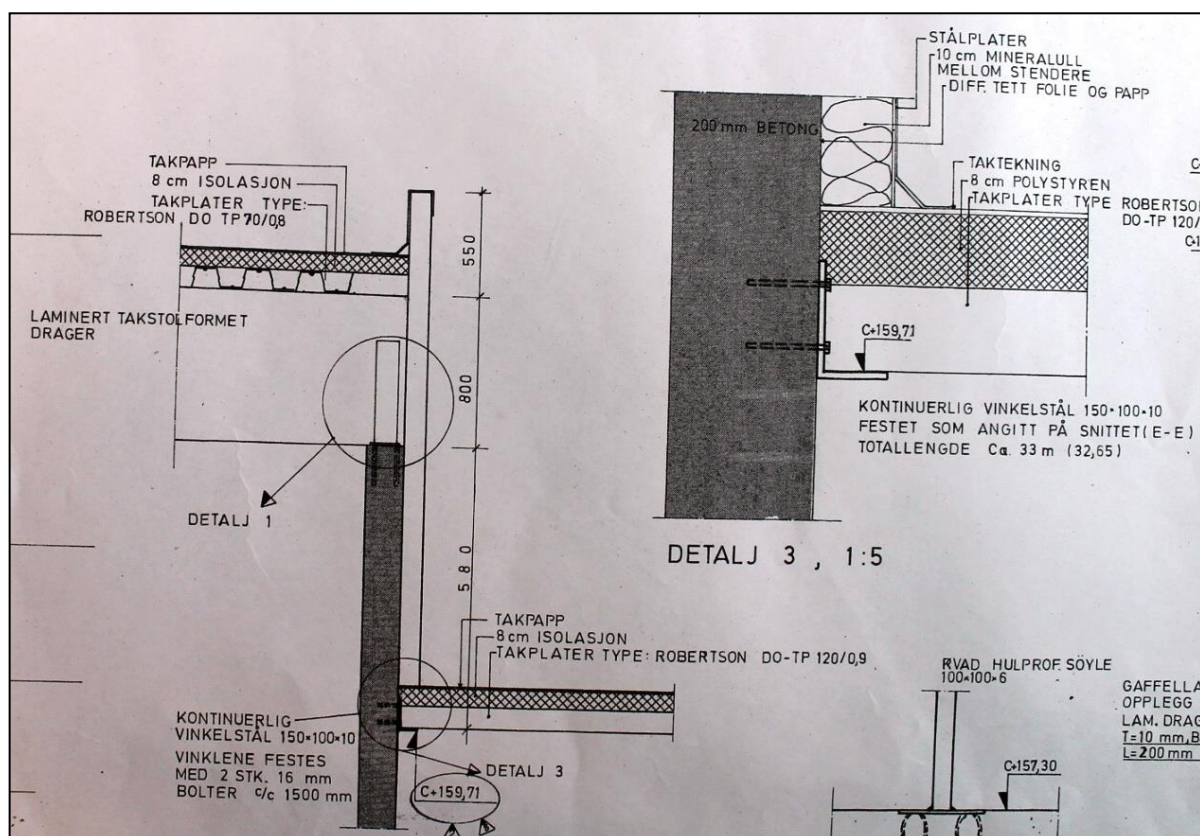 TAKPAPP
8 cm ISOLASJON
TAKPLATER TYPE:
ROBERTSON DO TP 70/0,8
LAMINERT TAKSTOLFORMET
DRAGER
550
800
580
DETALJ 1
TAKPAPP
8 cm ISOLASJON
TAKPLATER TYPE: ROBERTSON DO-TP 120/0,9
KONTINUERLIG
VINKELSTÅL 150×100×10
VINKLENE FESTES
MED 2 STK. 16 mm
BOLTER c/c 1500 mm
DETALJ 3
C+159,71
STÅLPLATER
10 cm MINERALULL
MELLOM STENDERE
DIFF. TETT FOLIE OG PAPP
200 mm BETONG
TAKTEKNING
8 cm POLYSTYREN
TAKPLATER TYPE ROBERTSON
DO-TP 120/
C+159,71
KONTINUERLIG VINKELSTÅL 150×100×10
FESTET SOM ANGITT PÅ SNITTET(E-E)
TOTALLENGDE Ca. 33 m (32,65)
DETALJ 3 , 1:5
KVAD HULPROF. SÖYLE
100×100×6
C+157,30
GAFFELLA
OPPLEGG
LAM. DRAG
T=10 mm, B
L=200 mm